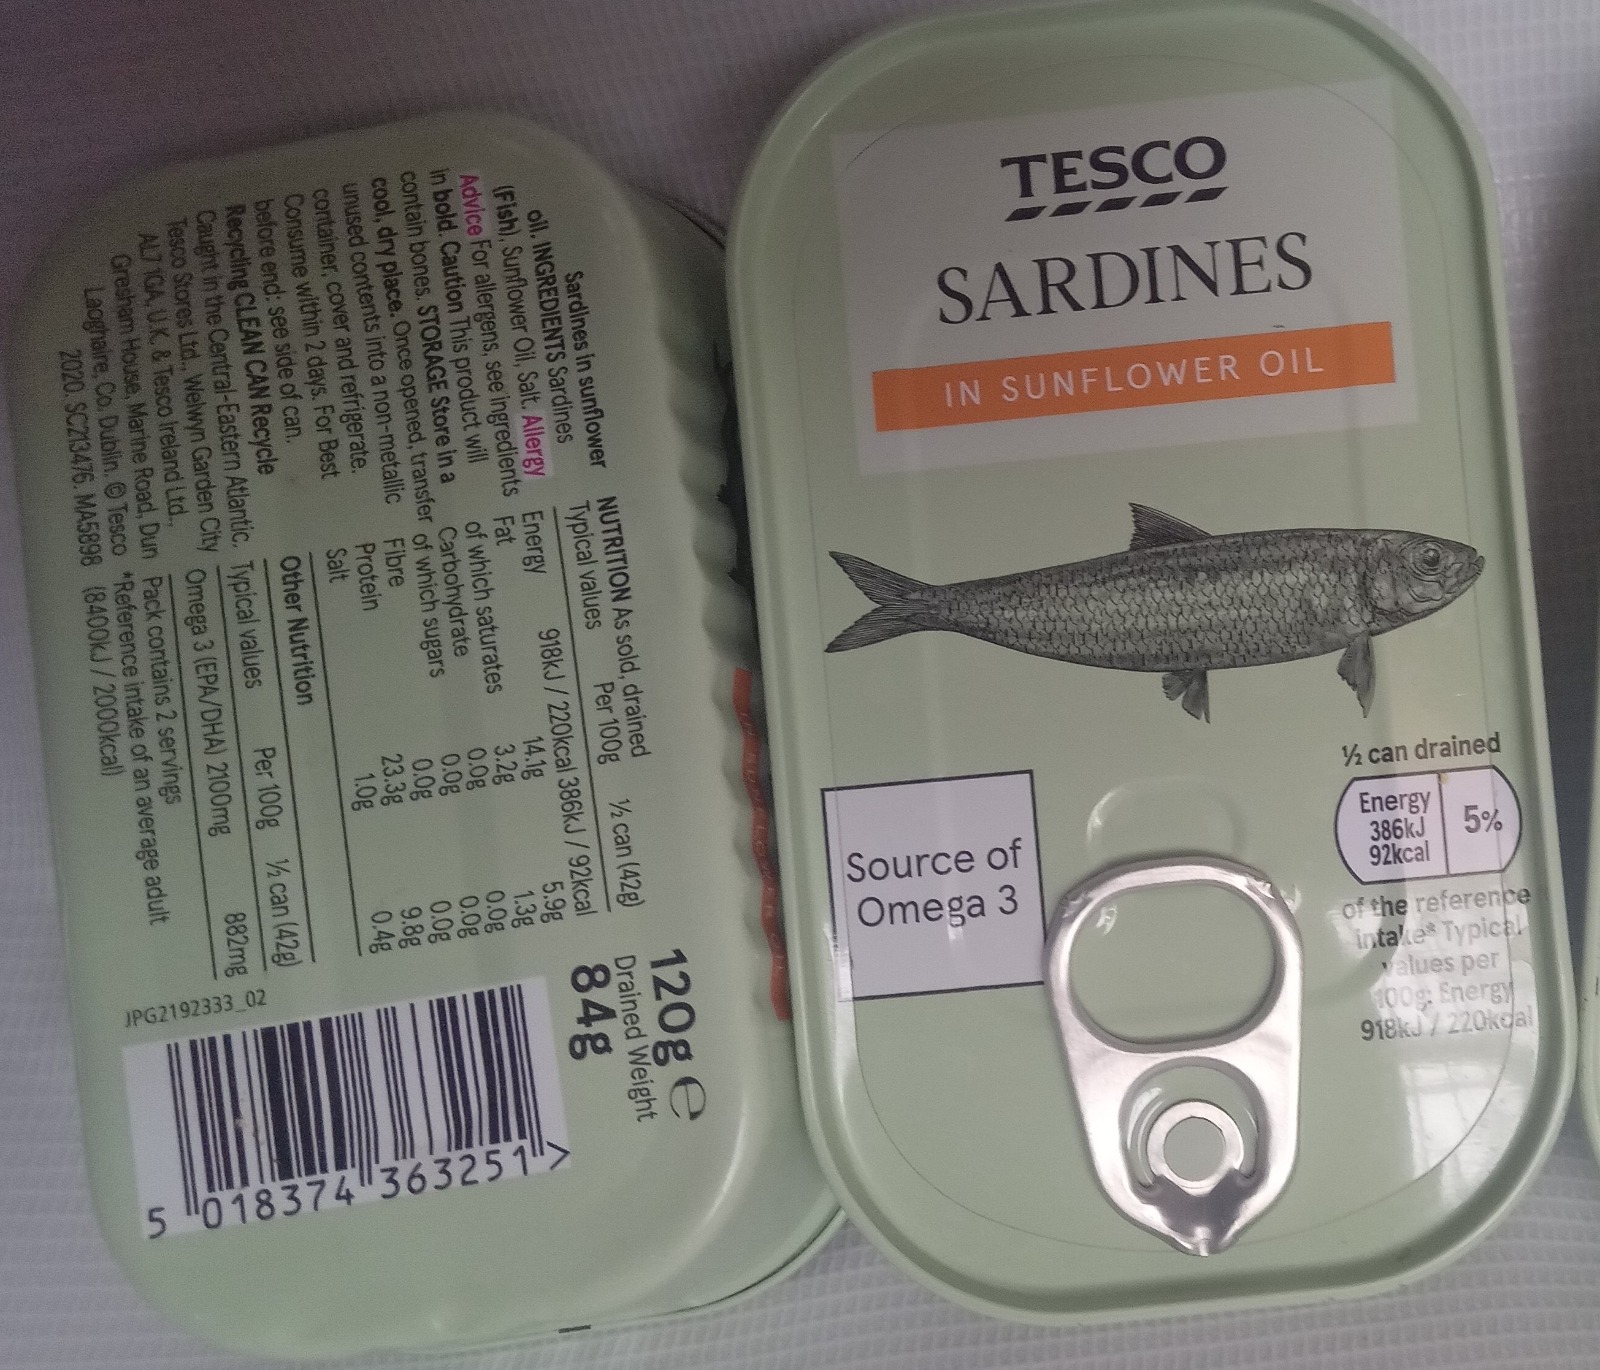 Sardines in sunflower
oil. INGREDIENTS Sardines
(Fish), Sunflower Oil, Salt. Allergy
Advice For allergens, see ingredients
in bold. Caution This product will
contain bones. STORAGE Store in a
cool, dry place. Once opened, transfer
unused contents into a non-metallic
container, cover and refrigerate.
Consume within 2 days. For Best
before end: see side of can.
Recycling CLEAN CAN Recycle
Caught in the Central-Eastern Atlantic.
Tesco Stores Ltd., Welwyn Garden City
AL7 1GA, U.K. & Tesco Ireland Ltd.,
Gresham House, Marine Road, Dun
Laoghaire, Co. Dublin. © Tesco
2020. SC213476. MA5898
NUTRITION As sold, drained
Typical values Per 100g ½ can (42g)
Energy 918kJ / 220kcal 386kJ / 92kcal
Fat 14.1g 5.9g
of which saturates 3.2g 1.3g
Carbohydrate 0.0g 0.0g
of which sugars 0.0g 0.0g
Fibre 0.0g 0.0g
Protein 23.3g 9.8g
Salt 1.0g 0.4g
Other Nutrition
Typical values Per 100g ½ can (42g)
Omega 3 (EPA/DHA) 2100mg 882mg
Pack contains 2 servings
*Reference intake of an average adult
(8400kJ / 2000kcal)
120g e
Drained Weight
84g
JPG2192333_02
5 018374 363251 >
TESCO
SARDINES
IN SUNFLOWER OIL
½ can drained
Energy
386kJ
92kcal
5%
of the reference
intake* Typical
values per
100g: Energy
918kJ / 220kcal
Source of
Omega 3